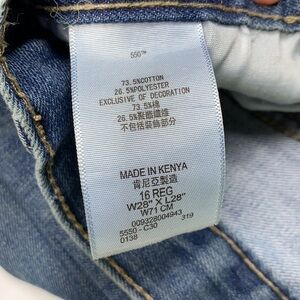 550™
73.5%COTTON
26.5%POLYESTER
EXCLUSIVE OF DECORATION
73.5%棉
26.5%聚酯纖維
不包括裝飾部分
MADE IN KENYA
肯尼亞製造
16 REG
W28" X L28"
W71 CM
009328004943
319
5550 - C30
0138